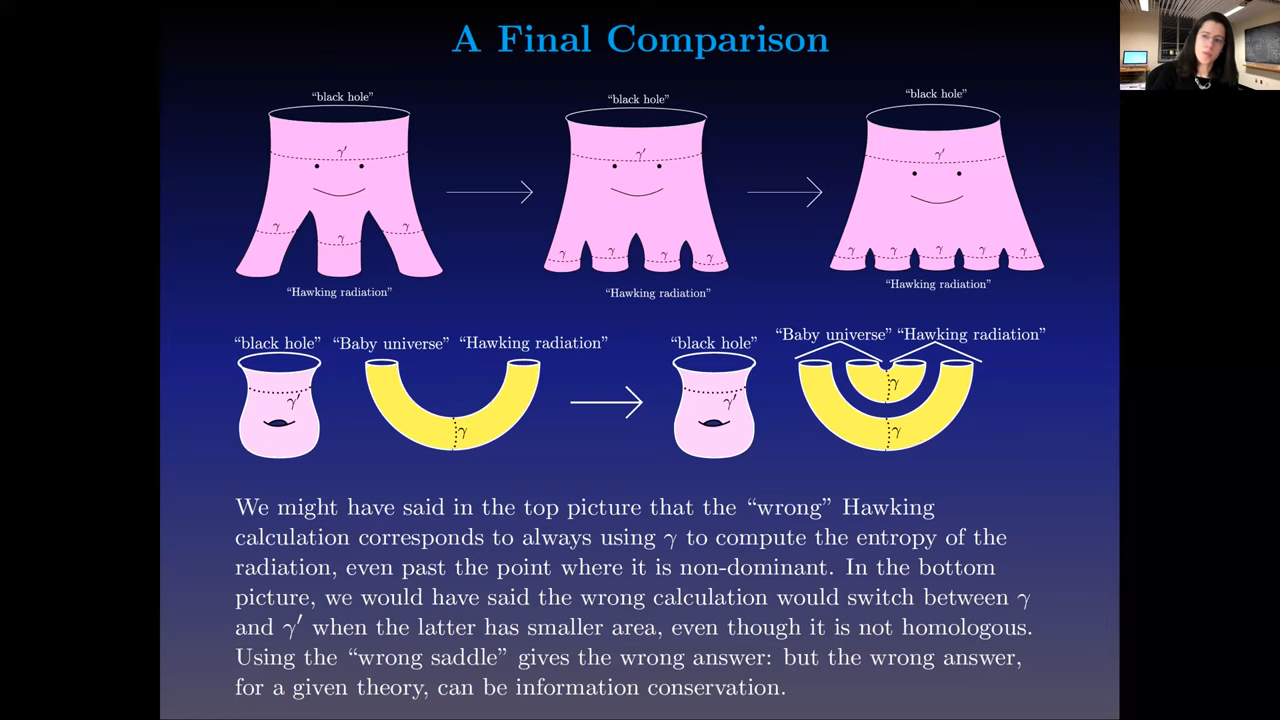 A Final Comparison
“black hole” “black hole” “black hole”
γ′ γ′ γ′
γ γ γ γ γ γ γ γ γ γ γ γ
“Hawking radiation” “Hawking radiation” “Hawking radiation”
“black hole” “Baby universe” “Hawking radiation” “black hole” “Baby universe” “Hawking radiation”
γ′ γ γ′ γ γ
We might have said in the top picture that the “wrong” Hawking
calculation corresponds to always using γ to compute the entropy of the
radiation, even past the point where it is non-dominant. In the bottom
picture, we would have said the wrong calculation would switch between γ
and γ′ when the latter has smaller area, even though it is not homologous.
Using the “wrong saddle” gives the wrong answer: but the wrong answer,
for a given theory, can be information conservation.